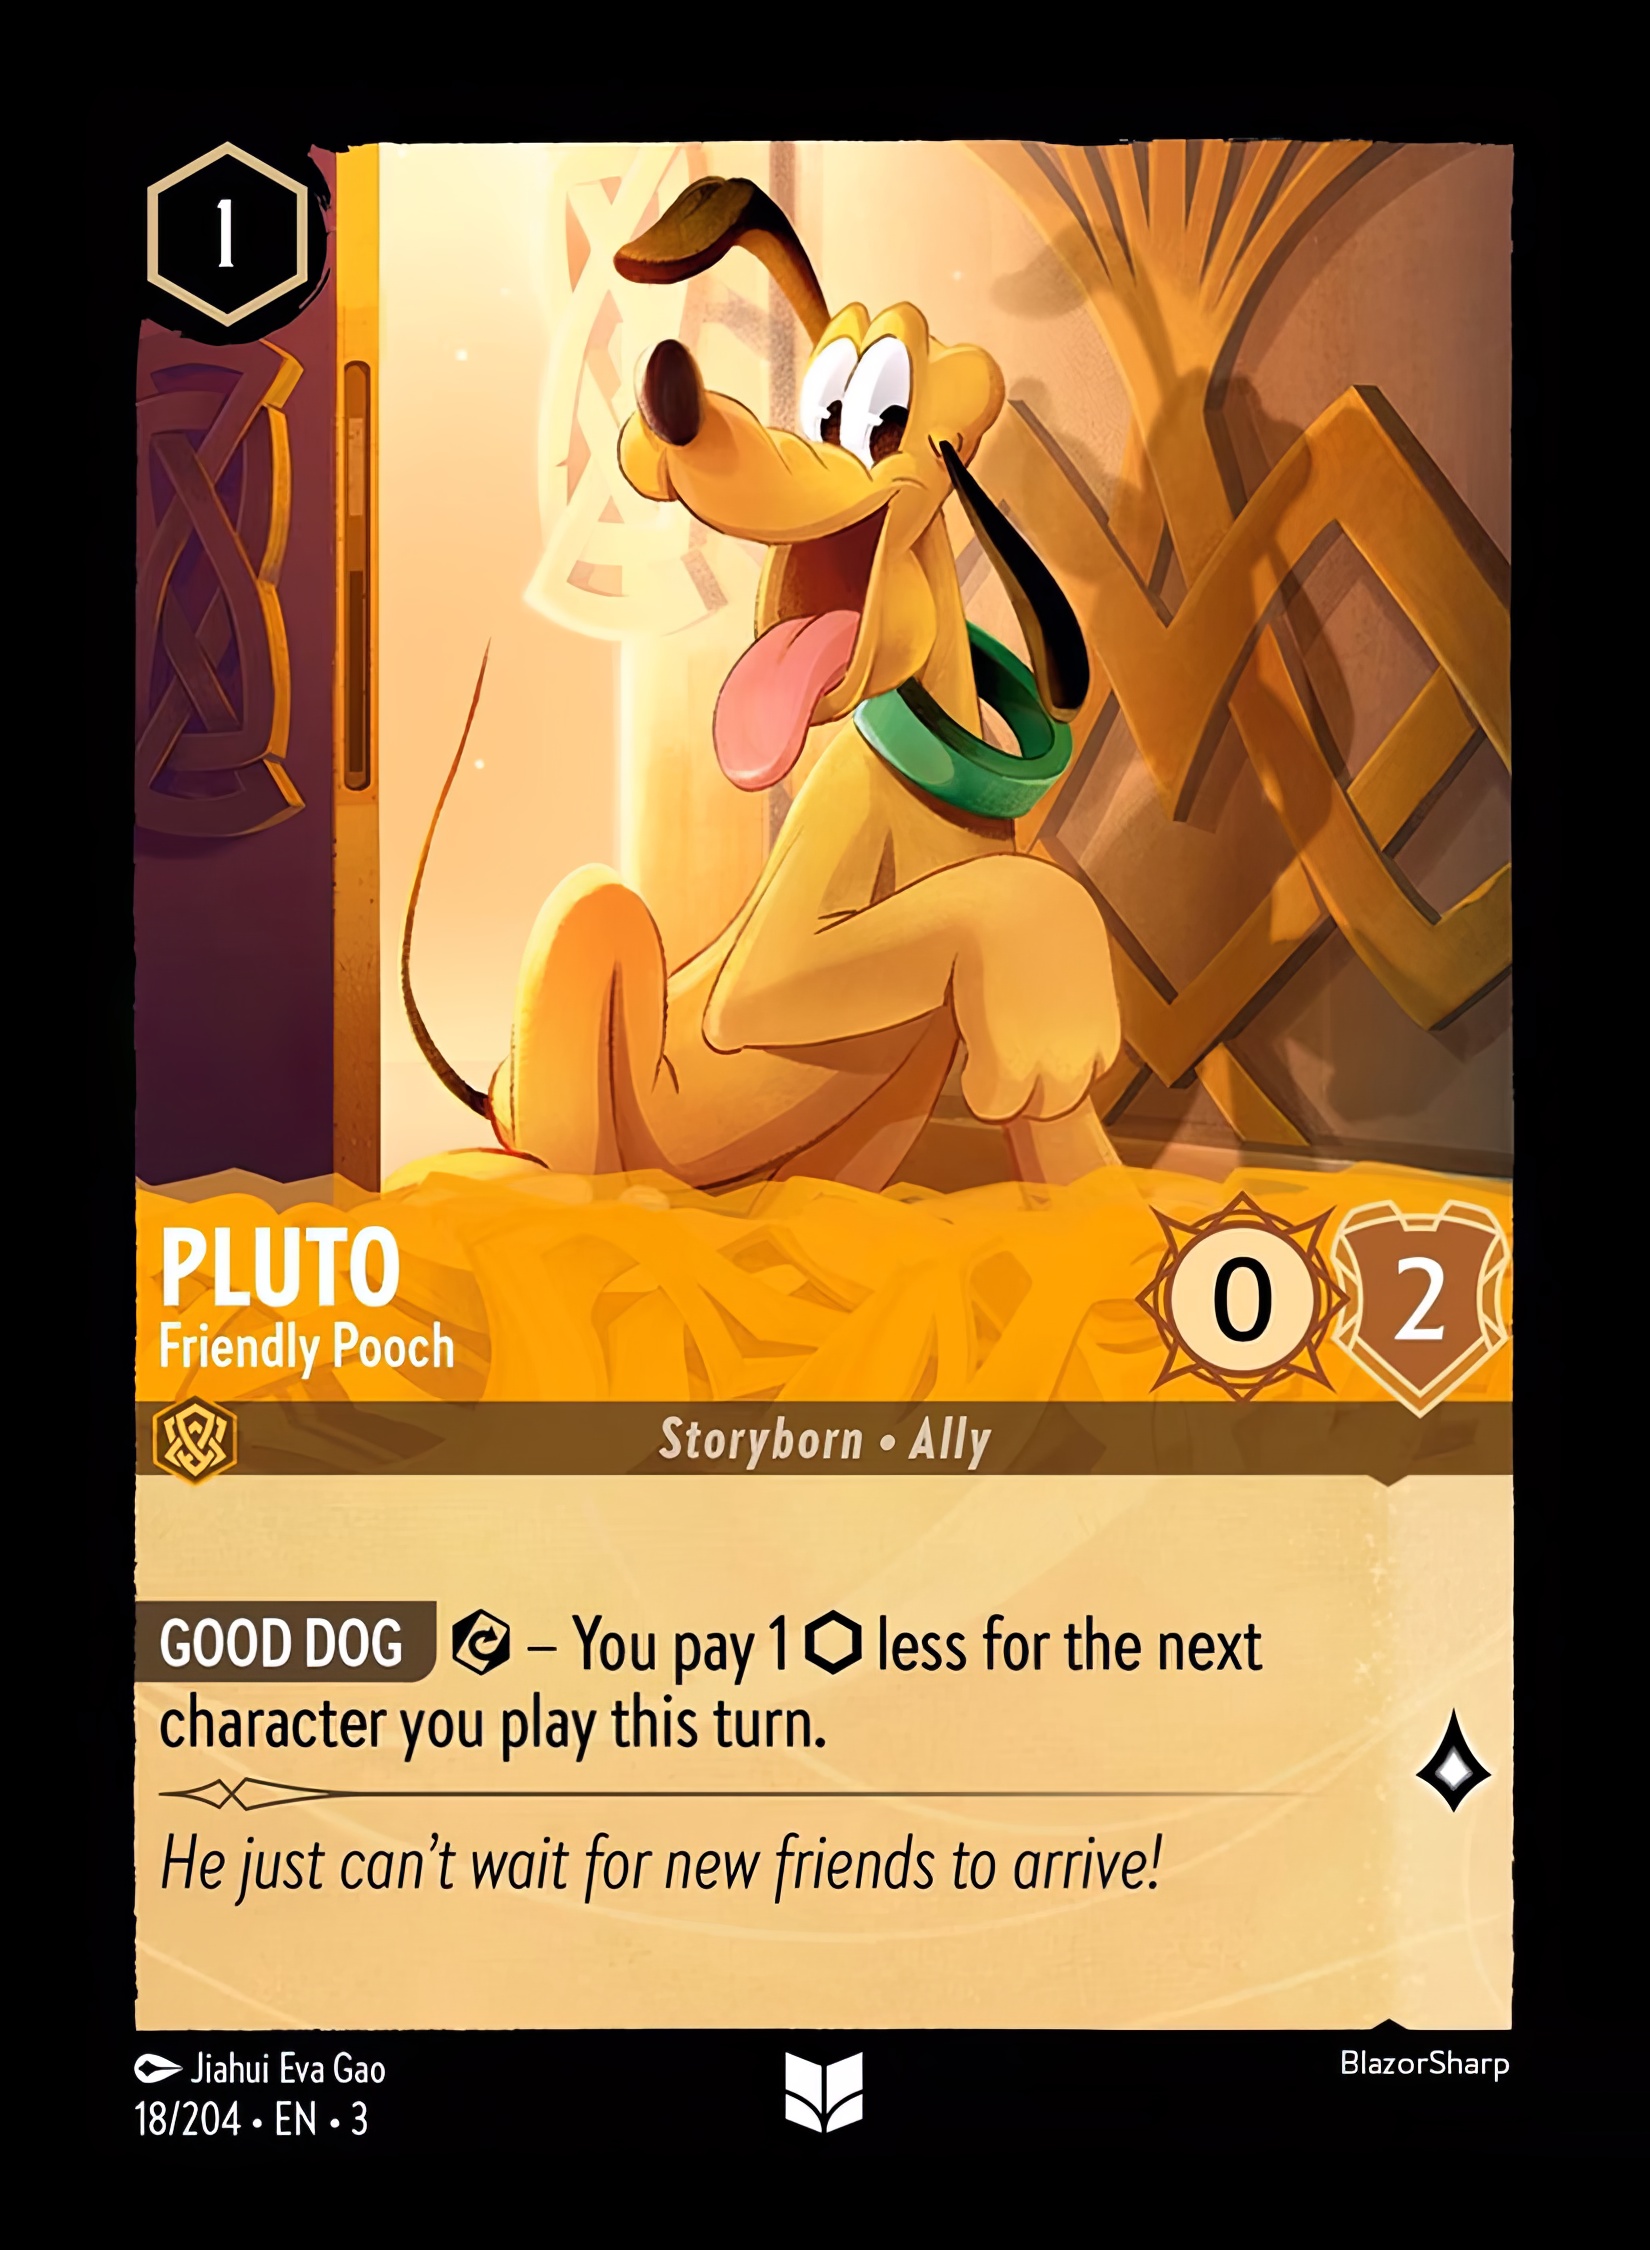 1
PLUTO
Friendly Pooch
0
2
Storyborn • Ally
GOOD DOG – You pay 1 less for the next
character you play this turn.
He just can't wait for new friends to arrive!
Jiahui Eva Gao
BlazorSharp
18/204 • EN • 3